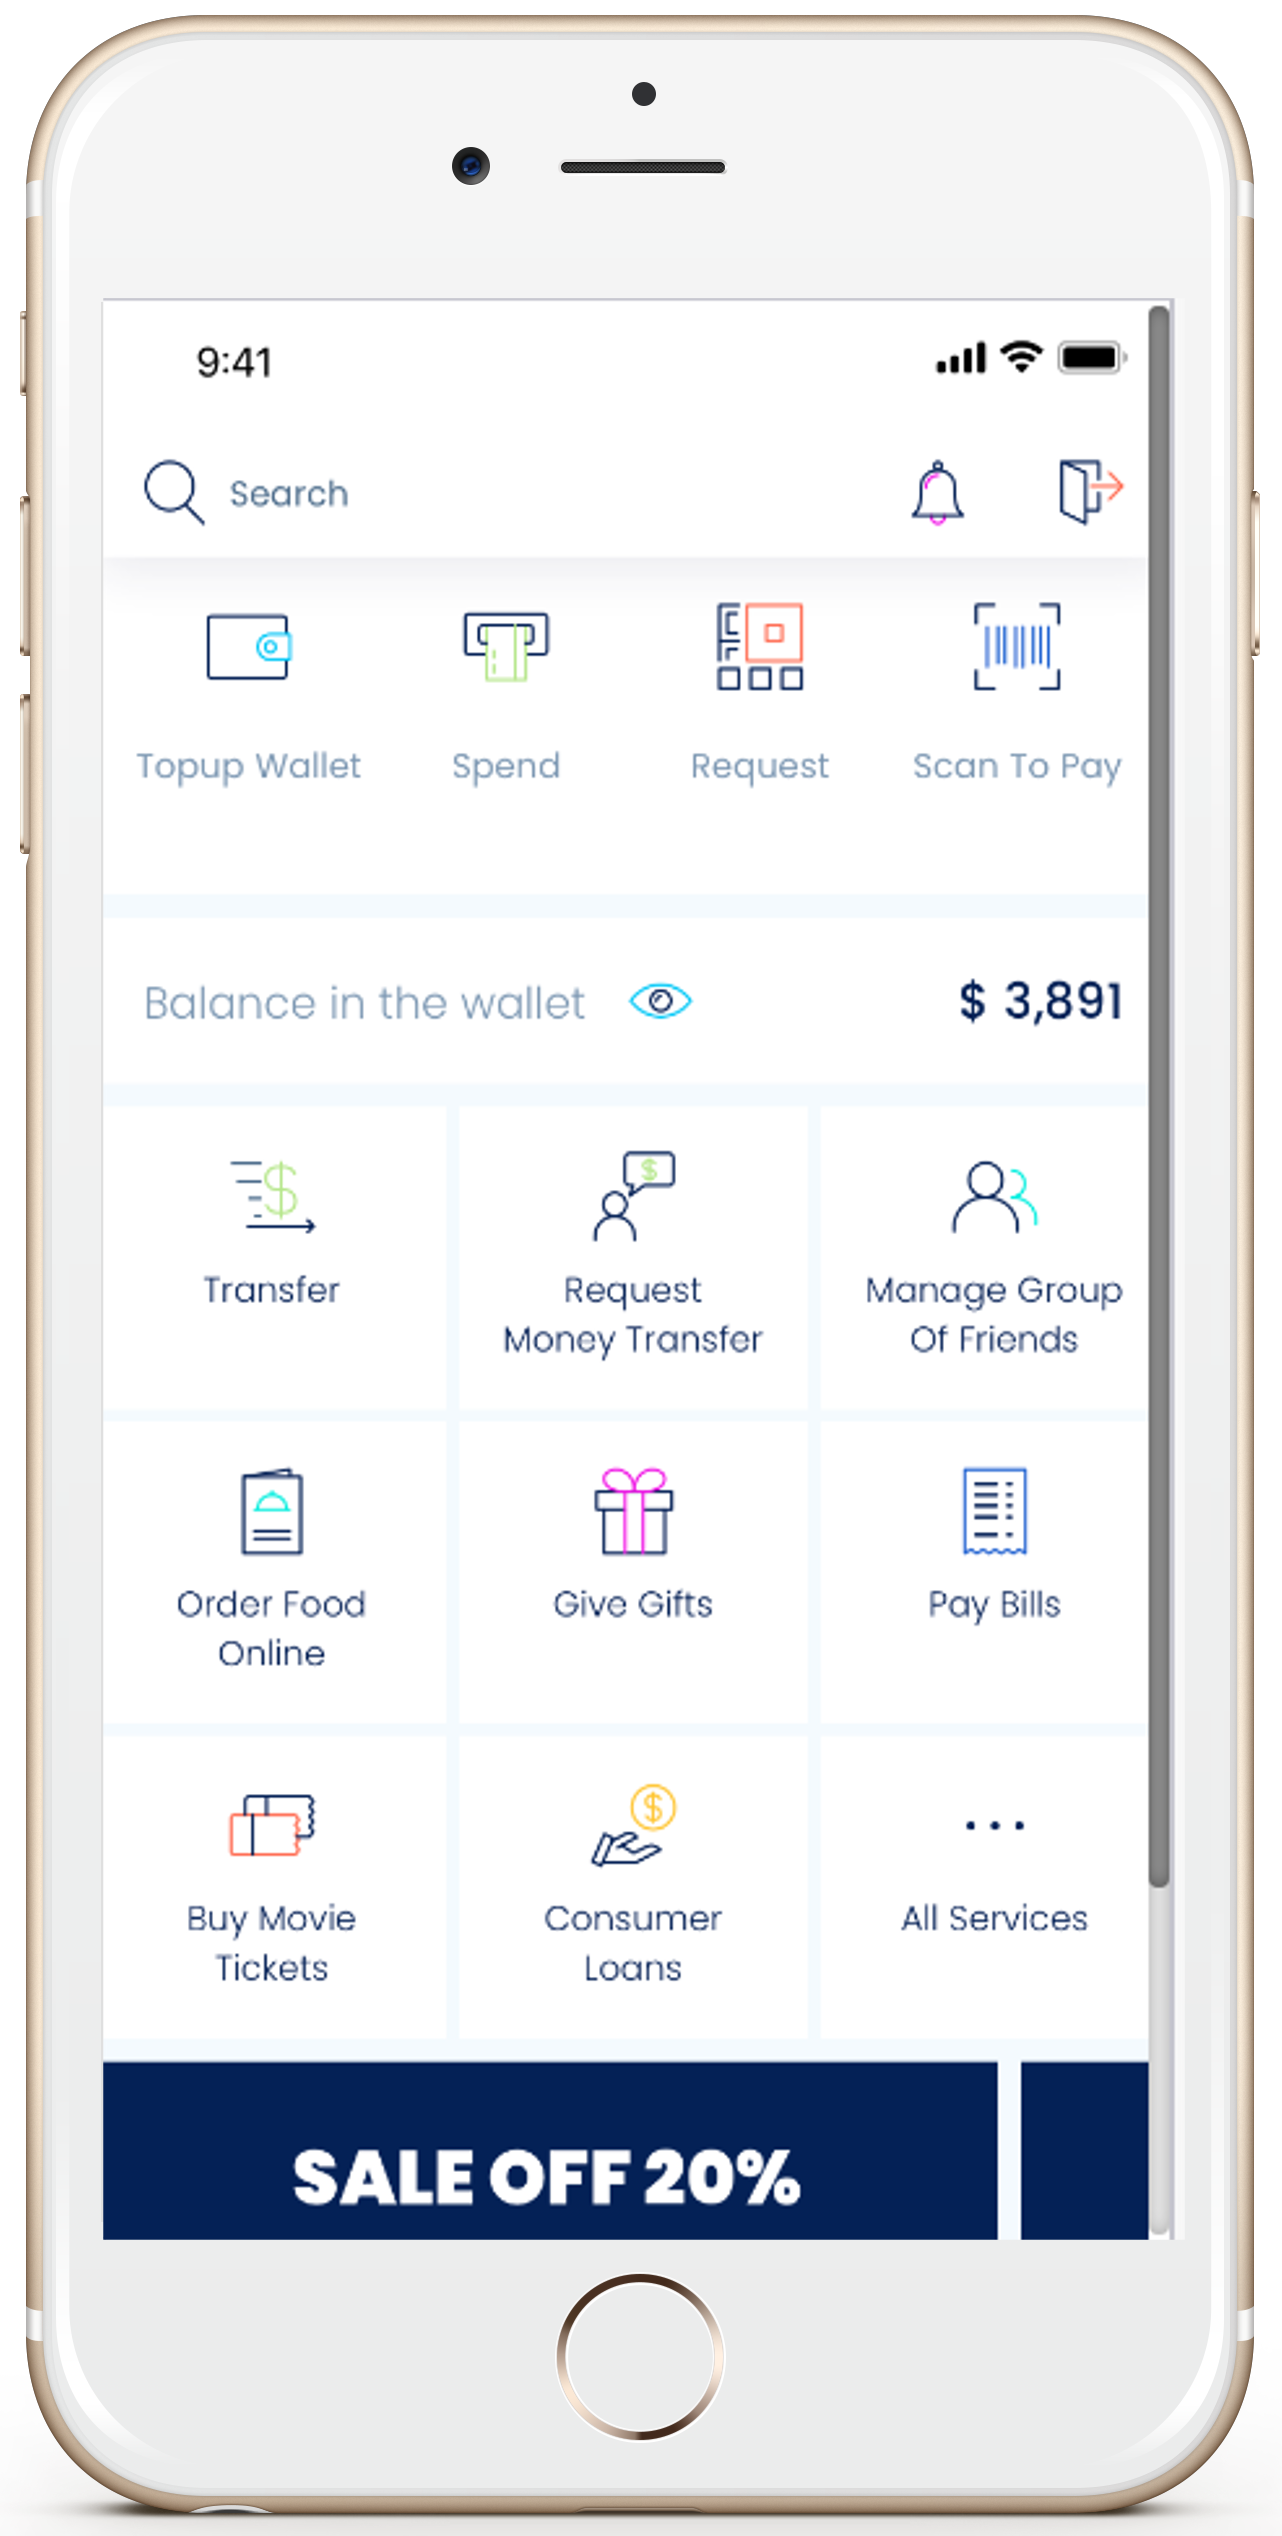 9:41
Search
Topup Wallet Spend Request Scan To Pay
Balance in the wallet $ 3,891
Transfer Request Manage Group
Money Transfer Of Friends
Order Food Give Gifts Pay Bills
Online
Buy Movie Consumer All Services
Tickets Loans
SALE OFF 20%